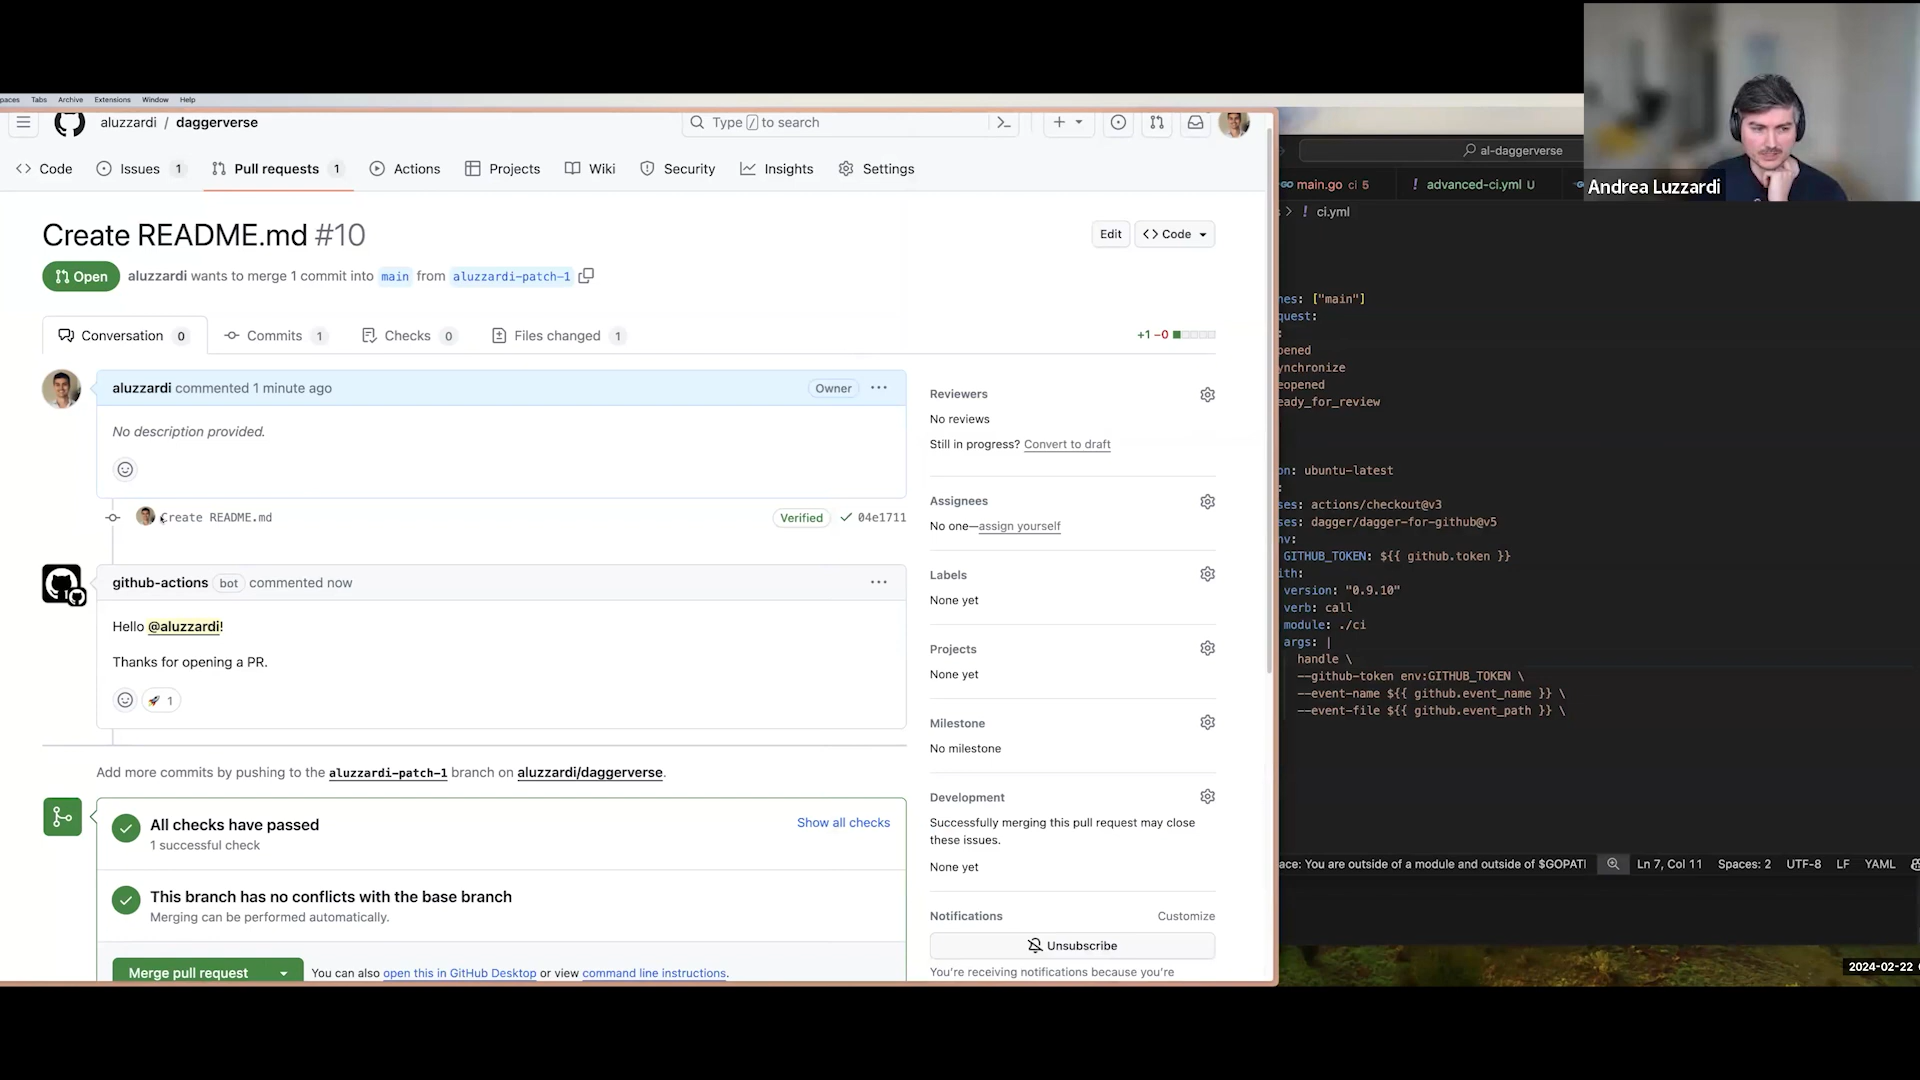 paces Tabs Archive Extensions Window Help
aluzzardi / daggerverse
Type / to search
Code
Issues 1
Pull requests 1
Actions
Projects
Wiki
Security
Insights
Settings
Create README.md #10
Edit
<> Code
Open
aluzzardi wants to merge 1 commit into main from aluzzardi-patch-1
Conversation 0
Commits 1
Checks 0
Files changed 1
+1 −0
aluzzardi commented 1 minute ago
Owner
No description provided.
Create README.md
Verified
04e1711
github-actions bot commented now
Hello @aluzzardi!
Thanks for opening a PR.
1
Add more commits by pushing to the aluzzardi-patch-1 branch on aluzzardi/daggerverse.
All checks have passed
Show all checks
1 successful check
This branch has no conflicts with the base branch
Merging can be performed automatically.
Merge pull request
You can also open this in GitHub Desktop or view command line instructions.
Reviewers
No reviews
Still in progress? Convert to draft
Assignees
No one—assign yourself
Labels
None yet
Projects
None yet
Milestone
No milestone
Development
Successfully merging this pull request may close
these issues.
None yet
Notifications
Customize
Unsubscribe
You're receiving notifications because you're
Andrea Luzzardi
al-daggerverse
main.go ci 5
! advanced-ci.yml U
> ! ci.yml
nes: ["main"]
quest:
:
pened
ynchronize
eopened
eady_for_review
on: ubuntu-latest
:
ses: actions/checkout@v3
ses: dagger/dagger-for-github@v5
nv:
GITHUB_TOKEN: ${{ github.token }}
ith:
version: "0.9.10"
verb: call
module: ./ci
args: |
handle \
--github-token env:GITHUB_TOKEN \
--event-name ${{ github.event_name }} \
--event-file ${{ github.event_path }} \
ace: You are outside of a module and outside of $GOPATI
Ln 7, Col 11
Spaces: 2
UTF-8
LF
YAML
2024-02-22